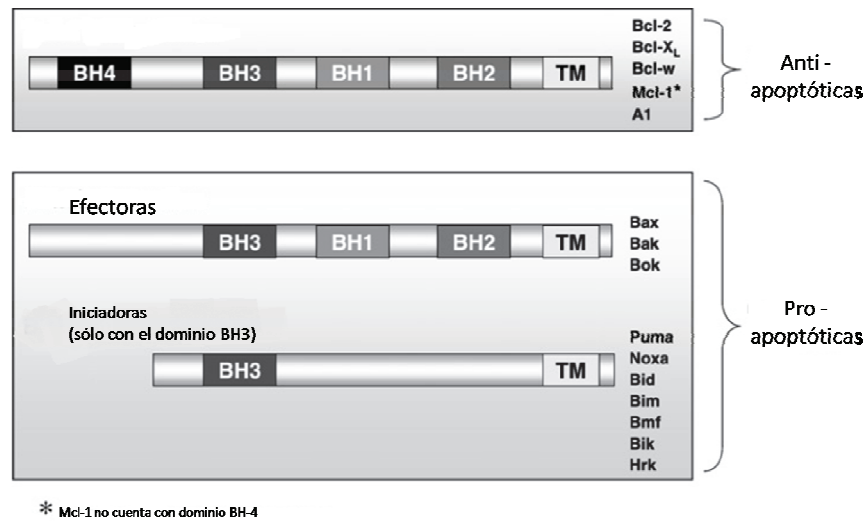 BH4 BH3 BH1 BH2 TM
Bcl-2
Bcl-XL
Bcl-w
Mcl-1*
A1
Anti -
apoptóticas
Efectoras
BH3 BH1 BH2 TM
Bax
Bak
Bok
Iniciadoras
(sólo con el dominio BH3)
BH3 TM
Puma
Noxa
Bid
Bim
Bmf
Bik
Hrk
Pro -
apoptóticas
* Mcl-1 no cuenta con dominio BH-4